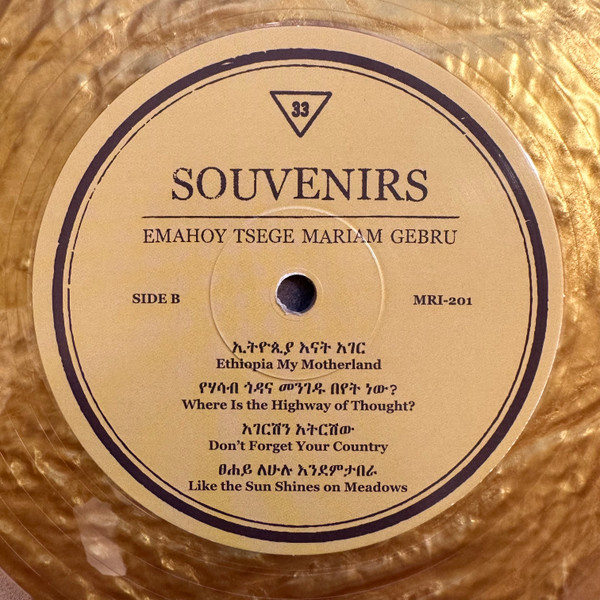 33
SOUVENIRS
EMAHOY TSEGE MARIAM GEBRU
SIDE B
MRI-201
ኢትዮጲያ እናት አገር
Ethiopia My Motherland
የሃሳብ ጎዳና መንገዱ በየት ነው?
Where Is the Highway of Thought?
አገርሽን አትርሽው
Don't Forget Your Country
ፀሐይ ለሁሉ እንደምታበራ
Like the Sun Shines on Meadows